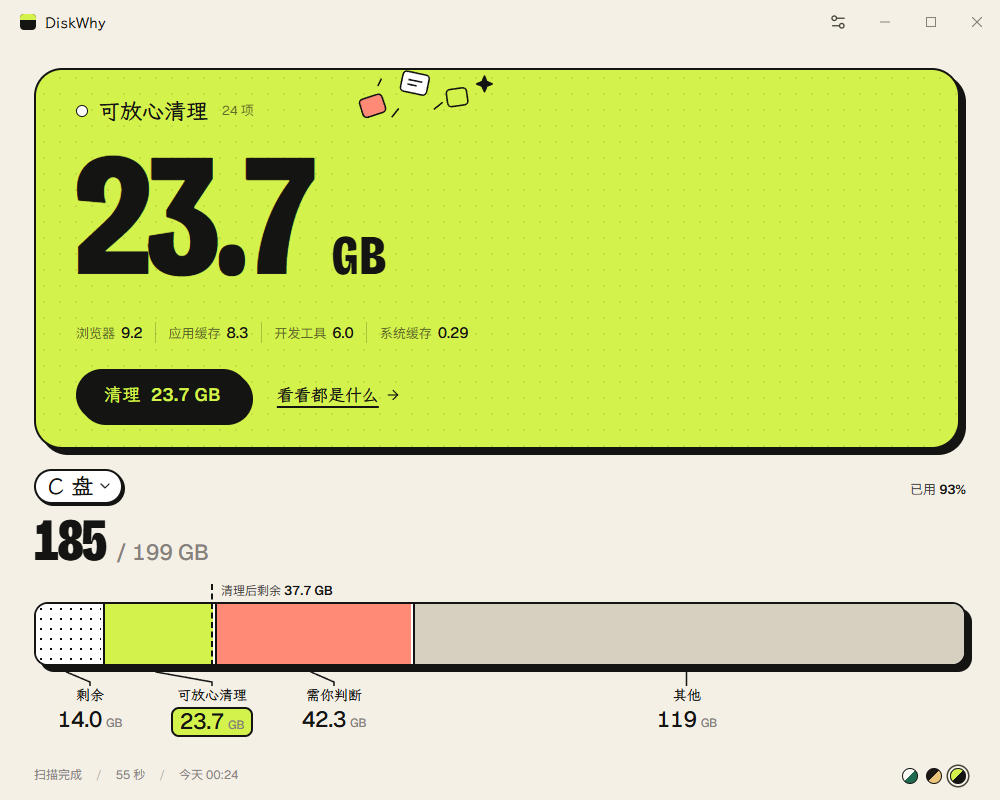 DiskWhy
可放心清理 24 项
23.7 GB
浏览器 9.2 应用缓存 8.3 开发工具 6.0 系统缓存 0.29
清理 23.7 GB 看看都是什么 →
C 盘 已用 93%
185 / 199 GB
清理后剩余 37.7 GB
剩余 可放心清理 需你判断 其他
14.0 GB 23.7 GB 42.3 GB 119 GB
扫描完成 / 55 秒 / 今天 00:24